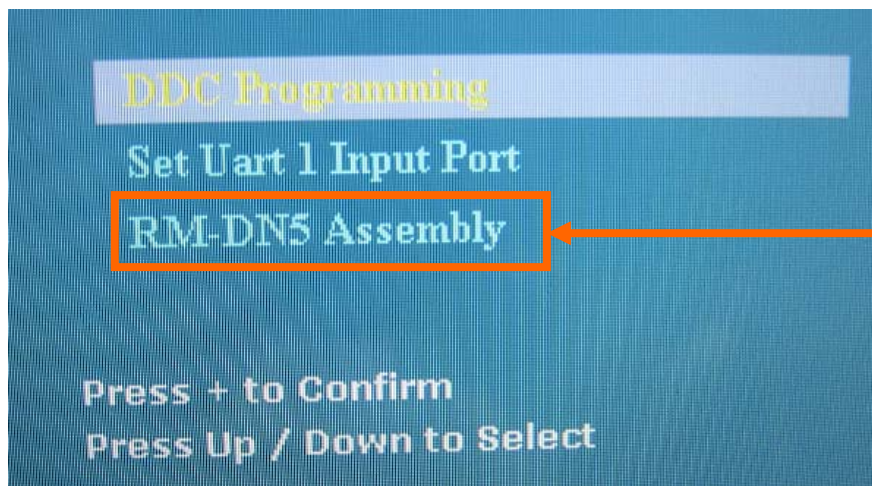 DDC Programming
Set Uart 1 Input Port
RM-DN5 Assembly
Press + to Confirm
Press Up / Down to Select